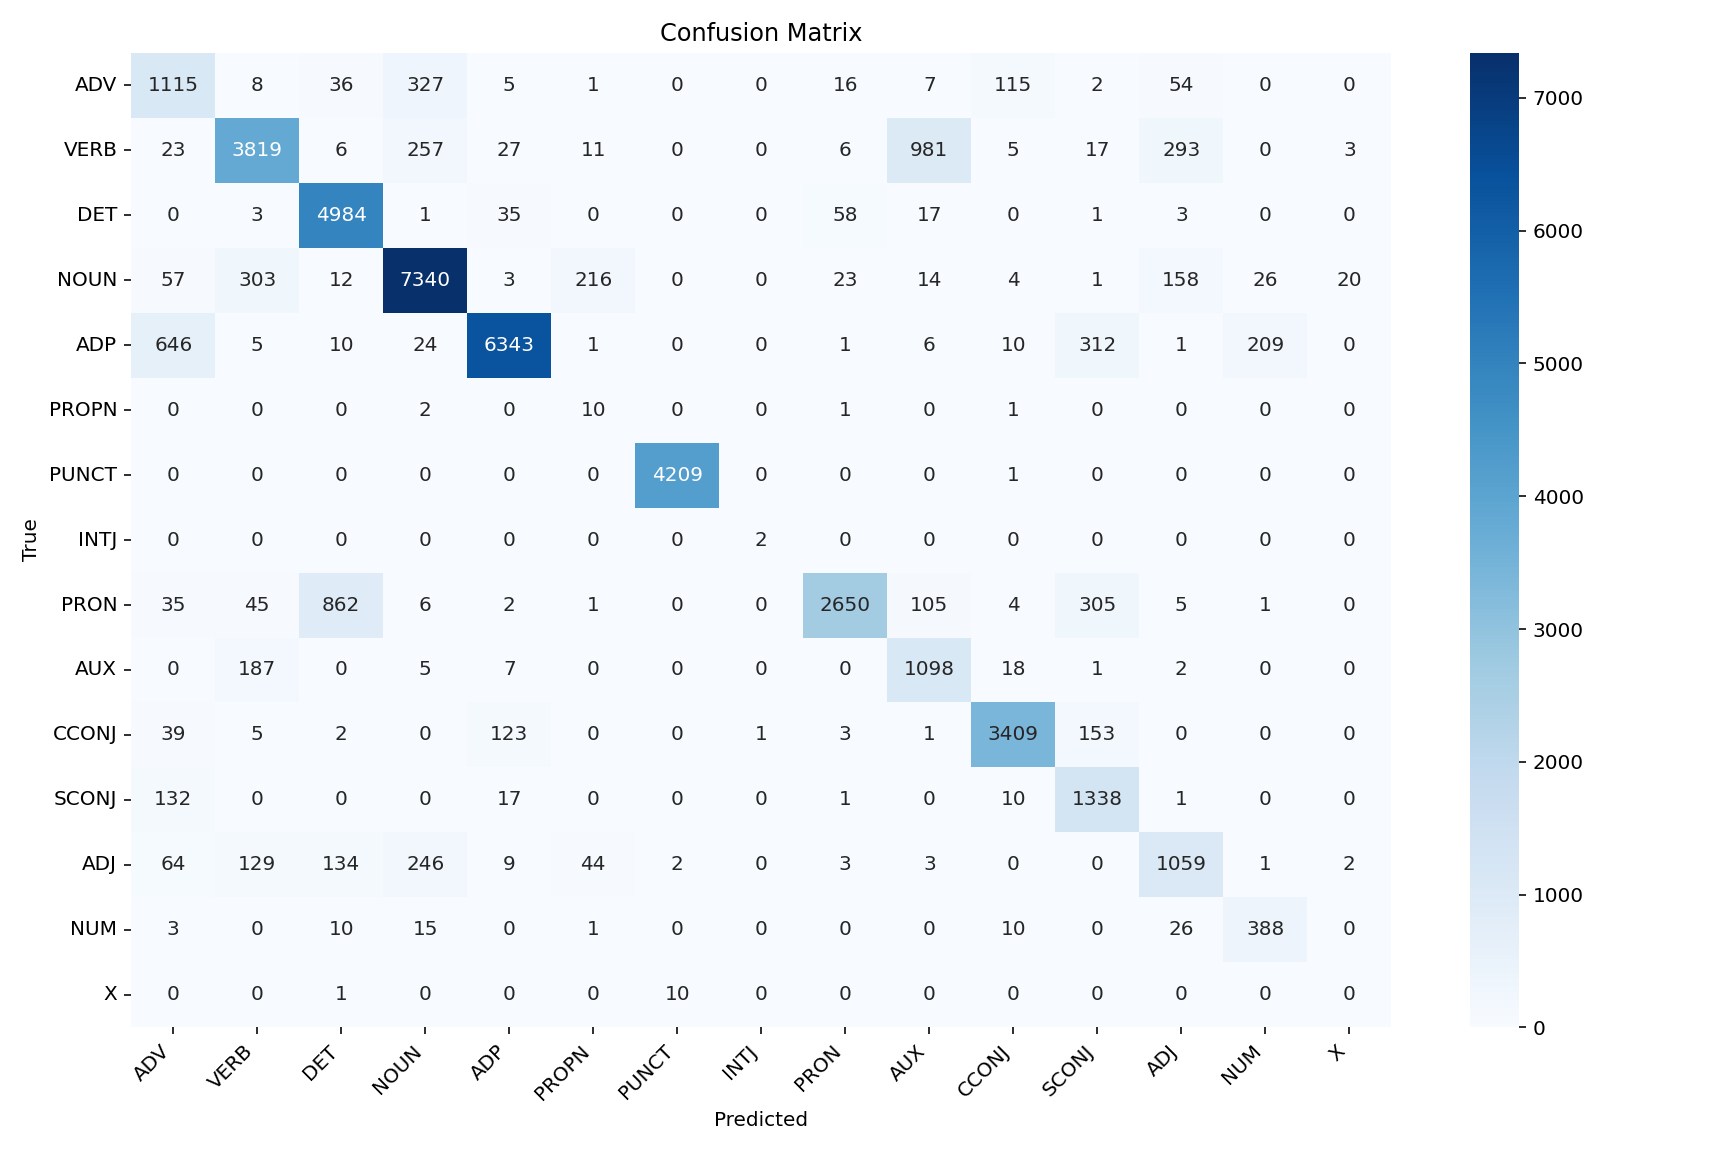 Confusion Matrix
ADV 1115 8 36 327 5 1 0 0 16 7 115 2 54 0 0
VERB 23 3819 6 257 27 11 0 0 6 981 5 17 293 0 3
DET 0 3 4984 1 35 0 0 0 58 17 0 1 3 0 0
NOUN 57 303 12 7340 3 216 0 0 23 14 4 1 158 26 20
ADP 646 5 10 24 6343 1 0 0 1 6 10 312 1 209 0
PROPN 0 0 0 2 0 10 0 0 1 0 1 0 0 0 0
PUNCT 0 0 0 0 0 0 4209 0 0 0 1 0 0 0 0
INTJ 0 0 0 0 0 0 0 2 0 0 0 0 0 0 0
PRON 35 45 862 6 2 1 0 0 2650 105 4 305 5 1 0
AUX 0 187 0 5 7 0 0 0 0 1098 18 1 2 0 0
CCONJ 39 5 2 0 123 0 0 1 3 1 3409 153 0 0 0
SCONJ 132 0 0 0 17 0 0 0 1 0 10 1338 1 0 0
ADJ 64 129 134 246 9 44 2 0 3 3 0 0 1059 1 2
NUM 3 0 10 15 0 1 0 0 0 0 10 0 26 388 0
X 0 0 1 0 0 0 10 0 0 0 0 0 0 0 0
True
ADV VERB DET NOUN ADP PROPN PUNCT INTJ PRON AUX CCONJ SCONJ ADJ NUM X
Predicted
7000
6000
5000
4000
3000
2000
1000
0